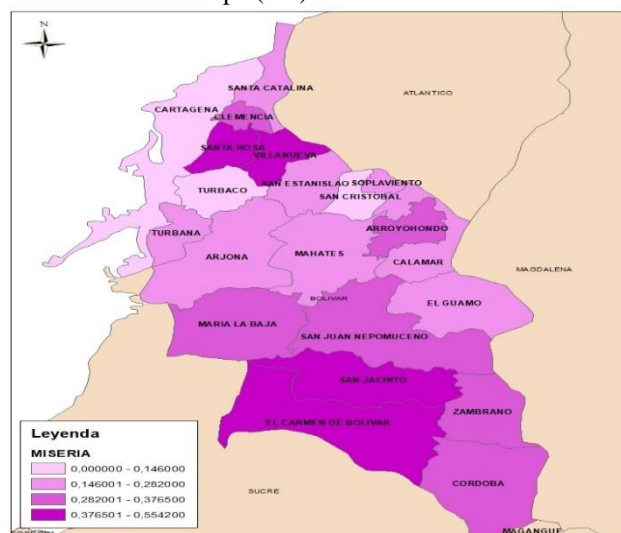 N
SANTA CATALINA
ATLANTICO
CARTAGENA
CLEMENCIA
SANTA ROSA
VILLANUEVA
SAN ESTANISLAO
SOPLAVIENTO
TURBACO
SAN CRISTOBAL
TURBANA
ARROYOHONDO
ARJONA
MAHATES
CALAMAR
MAGDALENA
BOLIVAR
EL GUAMO
MARIA LA BAJA
SAN JUAN NEPOMUCENO
SAN JACINTO
EL CARMEN DE BOLIVAR
ZAMBRANO
CORDOBA
SUCRE
MAGANGUE
Leyenda
MISERIA
0,000000 - 0,146000
0,146001 - 0,282000
0,282001 - 0,376500
0,376501 - 0,554200